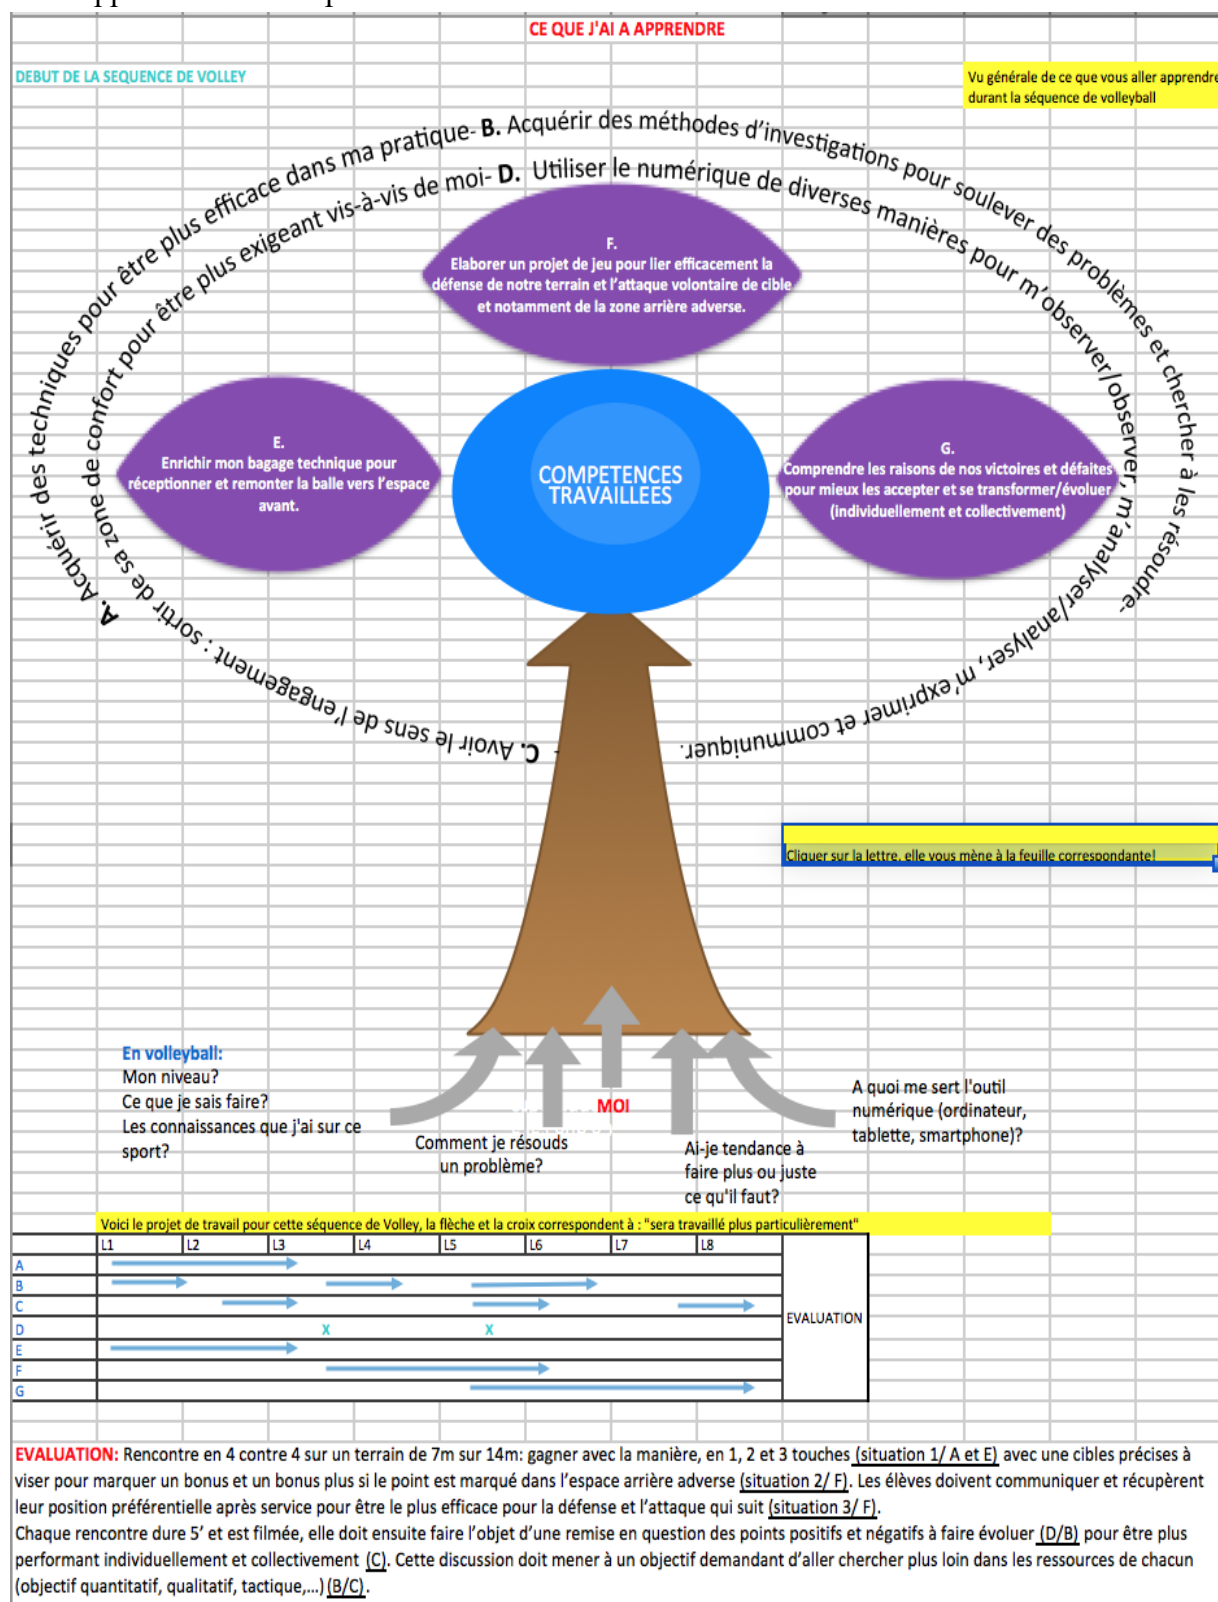 CE QUE J'AI A APPRENDRE
DEBUT DE LA SEQUENCE DE VOLLEY
Vu générale de ce que vous aller apprendre
durant la séquence de volleyball
A. Acquérir des techniques pour être plus efficace dans ma pratique- B. Acquérir des méthodes d'investigations pour soulever des problèmes et chercher à les résoudre-
- C. Avoir le sens de l'engagement : sortir de sa zone de confort pour être plus exigeant vis-à-vis de moi- D. Utiliser le numérique de diverses manières pour m'observer/observer, m'analyser/analyser, m'exprimer et communiquer.
F.
Elaborer un projet de jeu pour lier efficacement la
défense de notre terrain et l'attaque volontaire de cible
et notamment de la zone arrière adverse.
E.
Enrichir mon bagage technique pour
réceptionner et remonter la balle vers l'espace
avant.
COMPETENCES
TRAVAILLEES
G.
Comprendre les raisons de nos victoires et défaites
pour mieux les accepter et se transformer/évoluer
(individuellement et collectivement)
Cliquer sur la lettre, elle vous mène à la feuille correspondante!
En volleyball:
Mon niveau?
Ce que je sais faire?
Les connaissances que j'ai sur ce
sport?
Comment je résouds
un problème?
MOI
Ai-je tendance à
faire plus ou juste
ce qu'il faut?
A quoi me sert l'outil
numérique (ordinateur,
tablette, smartphone)?
Voici le projet de travail pour cette séquence de Volley, la flèche et la croix correspondent à : "sera travaillé plus particulièrement"
L1 L2 L3 L4 L5 L6 L7 L8
A
B
C
D X X
E
F
G
EVALUATION
EVALUATION: Rencontre en 4 contre 4 sur un terrain de 7m sur 14m: gagner avec la manière, en 1, 2 et 3 touches (situation 1/ A et E) avec une cibles précises à
viser pour marquer un bonus et un bonus plus si le point est marqué dans l'espace arrière adverse (situation 2/ F). Les élèves doivent communiquer et récupèrent
leur position préférentielle après service pour être le plus efficace pour la défense et l'attaque qui suit (situation 3/ F).
Chaque rencontre dure 5' et est filmée, elle doit ensuite faire l'objet d'une remise en question des points positifs et négatifs à faire évoluer (D/B) pour être plus
performant individuellement et collectivement (C). Cette discussion doit mener à un objectif demandant d'aller chercher plus loin dans les ressources de chacun
(objectif quantitatif, qualitatif, tactique,...) (B/C).